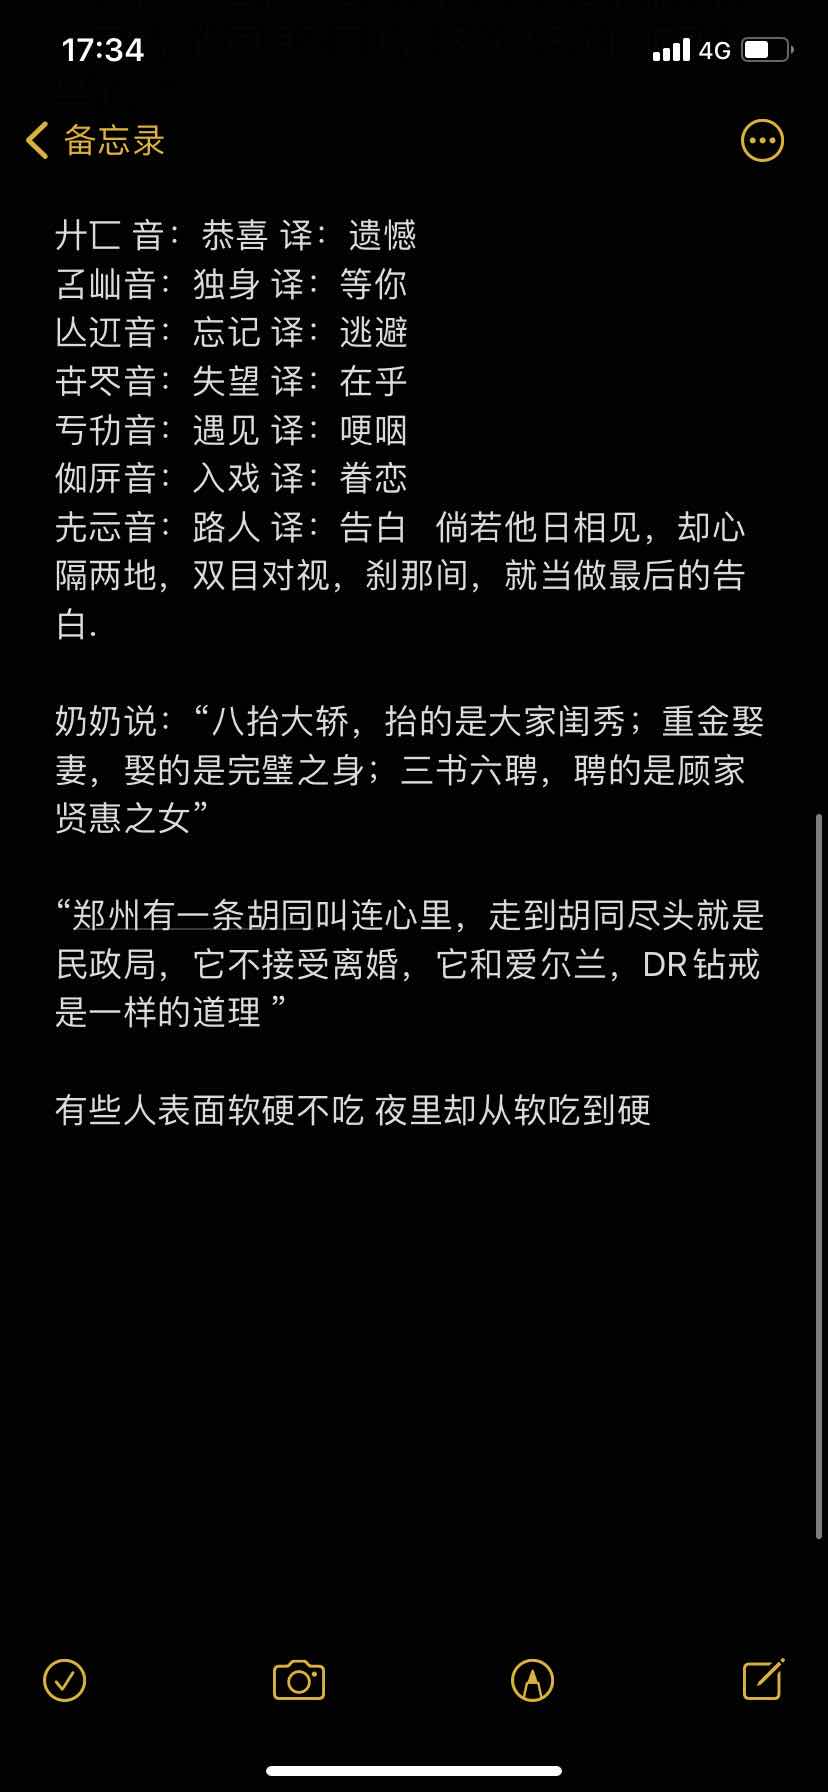 17:34
4G
备忘录
廾匸 音：恭喜 译：遗憾
叾屾音：独身 译：等你
亾辺音：忘记 译：逃避
卋罖音：失望 译：在乎
亐劧音：遇见 译：哽咽
伽厊音：入戏 译：眷恋
圥忈音：路人 译：告白 倘若他日相见，却心
隔两地，双目对视，刹那间，就当做最后的告
白.
奶奶说：“八抬大轿，抬的是大家闺秀；重金娶
妻，娶的是完璧之身；三书六聘，聘的是顾家
贤惠之女”
“郑州有一条胡同叫连心里，走到胡同尽头就是
民政局，它不接受离婚，它和爱尔兰，DR钻戒
是一样的道理 ”
有些人表面软硬不吃 夜里却从软吃到硬